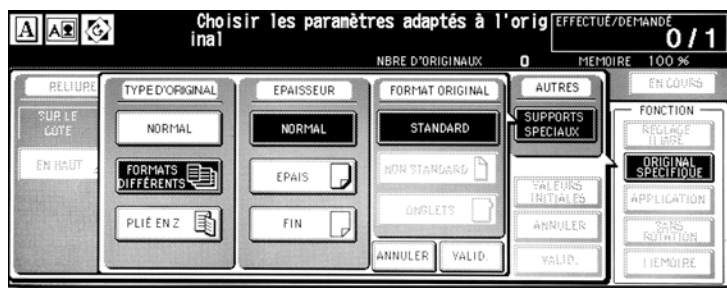 A A
Choisir les paramètres adaptés à l'orig
inal
EFFECTUÉ/DEMANDÉ
0/1
NBRE D'ORIGINAUX 0 MEMOIRE 100 %
RELIURE
SUR LE
COTE
EN HAUT
TYPE D'ORIGINAL
NORMAL
FORMATS
DIFFÉRENTS
PLIÉ EN Z
EPAISSEUR
NORMAL
EPAIS
FIN
FORMAT ORIGINAL
STANDARD
NON STANDARD
ONGLETS
ANNULER VALID.
AUTRES
SUPPORTS
SPECIAUX
VALEURS
INITIALES
ANNULER
VALID.
EN COURS
FONCTION
REGLAGE
ORIGINAL
SPECIFIQUE
APPLICATION
SANS
ROTATION
MEMOIRE